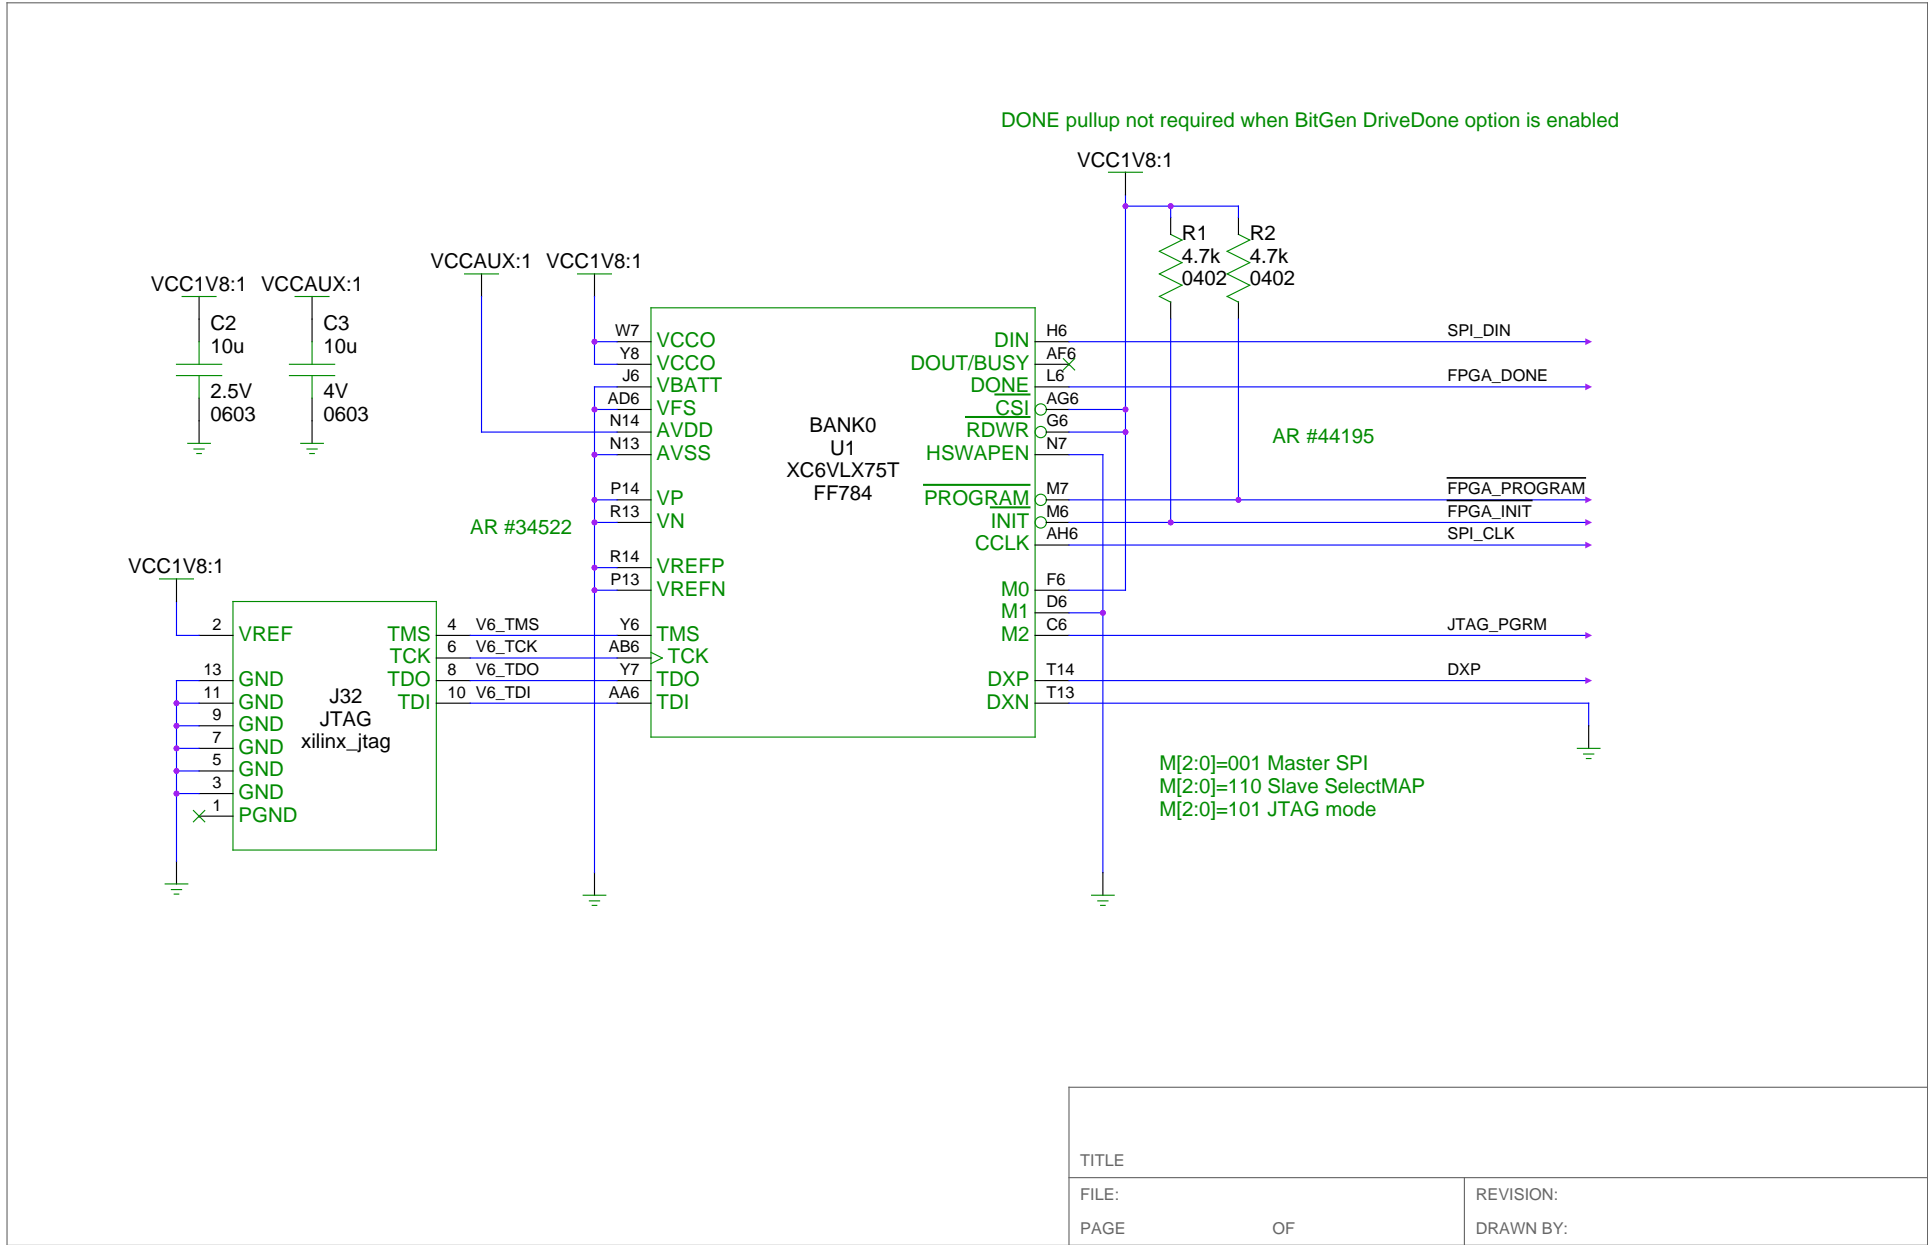 DONE pullup not required when BitGen DriveDone option is enabled
VCC1V8:1
R1
4.7k
0402
R2
4.7k
0402
VCC1V8:1
C2
10u
2.5V
0603
VCCAUX:1
C3
10u
4V
0603
VCCAUX:1
VCC1V8:1
W7 VCCO
Y8 VCCO
J6 VBATT
AD6 VFS
N14 AVDD
N13 AVSS
P14 VP
R13 VN
R14 VREFP
P13 VREFN
Y6 TMS
AB6 TCK
Y7 TDO
AA6 TDI
AR #34522
BANK0
U1
XC6VLX75T
FF784
DIN H6 SPI_DIN
DOUT/BUSY AF6
DONE L6 FPGA_DONE
CSI AG6
RDWR G6
HSWAPEN N7
AR #44195
PROGRAM M7 FPGA_PROGRAM
INIT M6 FPGA_INIT
CCLK AH6 SPI_CLK
M0 F6
M1 D6
M2 C6 JTAG_PGRM
DXP T14 DXP
DXN T13
VCC1V8:1
2 VREF
13 GND
11 GND
9 GND
7 GND
5 GND
3 GND
1 PGND
J32
JTAG
xilinx_jtag
TMS 4 V6_TMS
TCK 6 V6_TCK
TDO 8 V6_TDO
TDI 10 V6_TDI
M[2:0]=001 Master SPI
M[2:0]=110 Slave SelectMAP
M[2:0]=101 JTAG mode
TITLE
FILE:
REVISION:
PAGE OF
DRAWN BY: